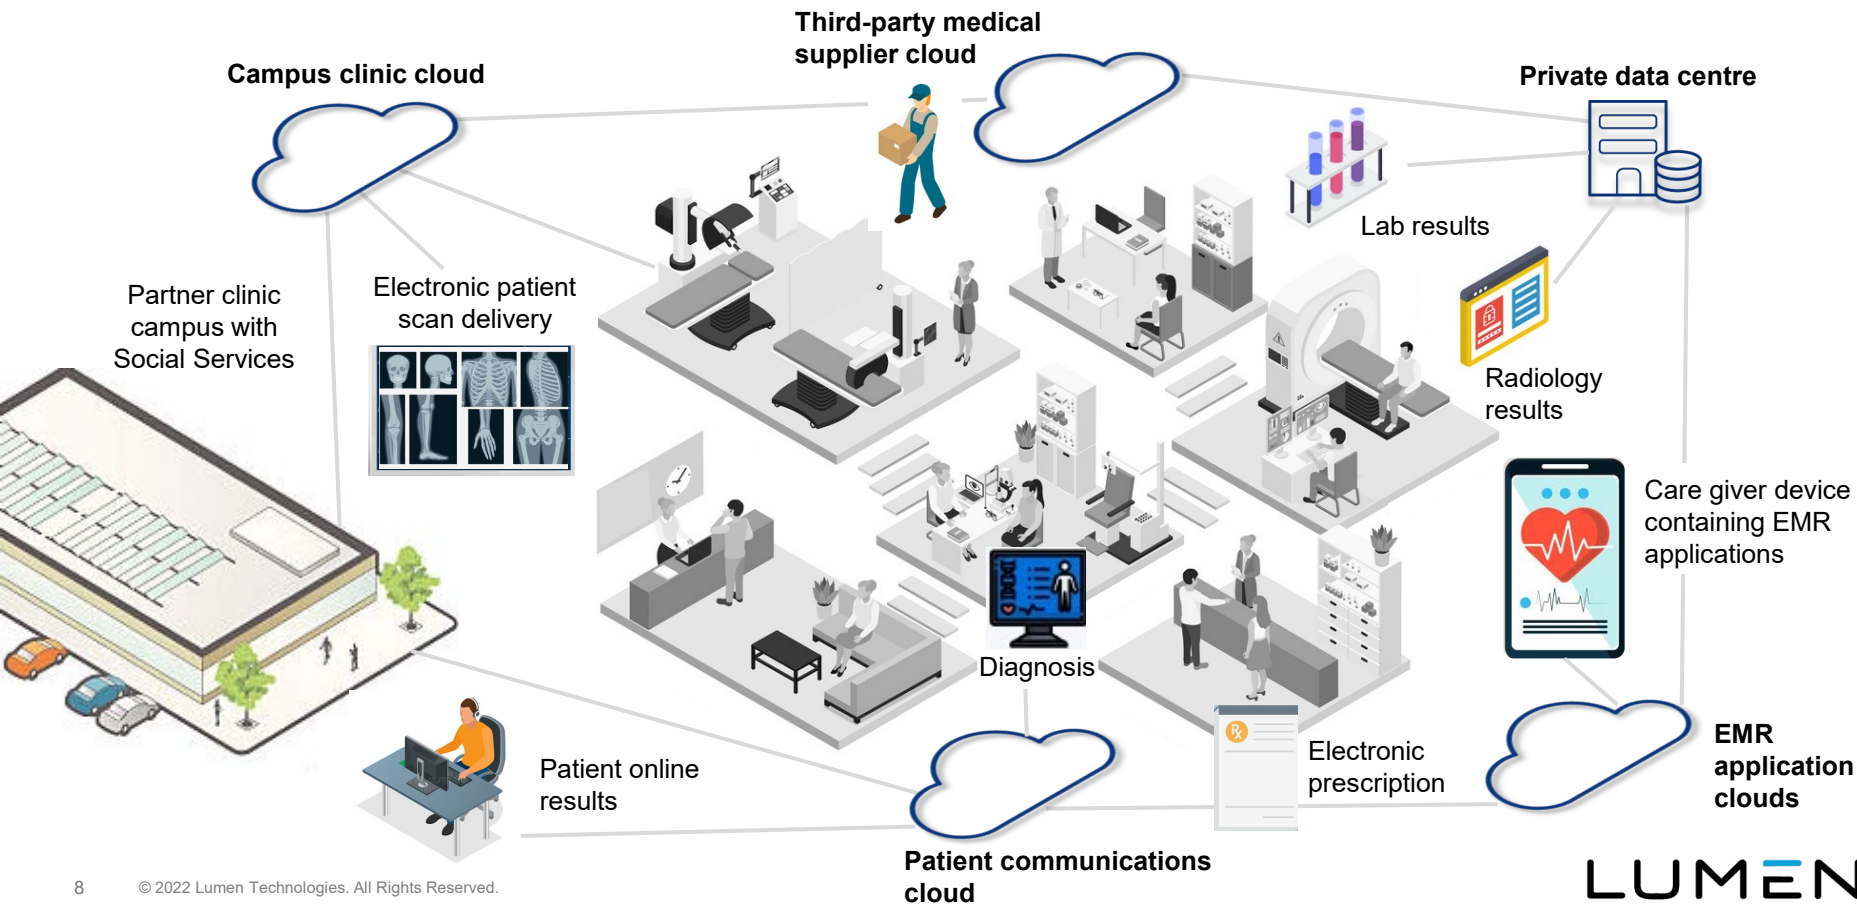 Third-party medical
supplier cloud
Campus clinic cloud
Private data centre
Lab results
Electronic patient
scan delivery
Partner clinic
campus with
Social Services
Radiology
results
Care giver device
containing EMR
applications
Diagnosis
Patient online
results
Rx
Electronic
prescription
EMR
application
clouds
Patient communications
cloud
8
© 2022 Lumen Technologies. All Rights Reserved.
LUMEN